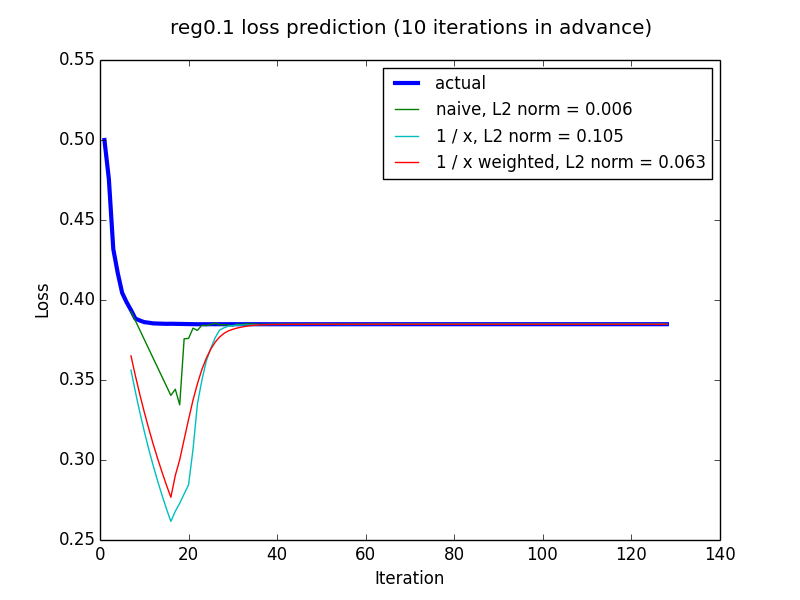 reg0.1 loss prediction (10 iterations in advance)
actual
naive, L2 norm = 0.006
1 / x, L2 norm = 0.105
1 / x weighted, L2 norm = 0.063
0.55
0.50
0.45
0.40
0.35
0.30
0.25
Loss
0 20 40 60 80 100 120 140
Iteration